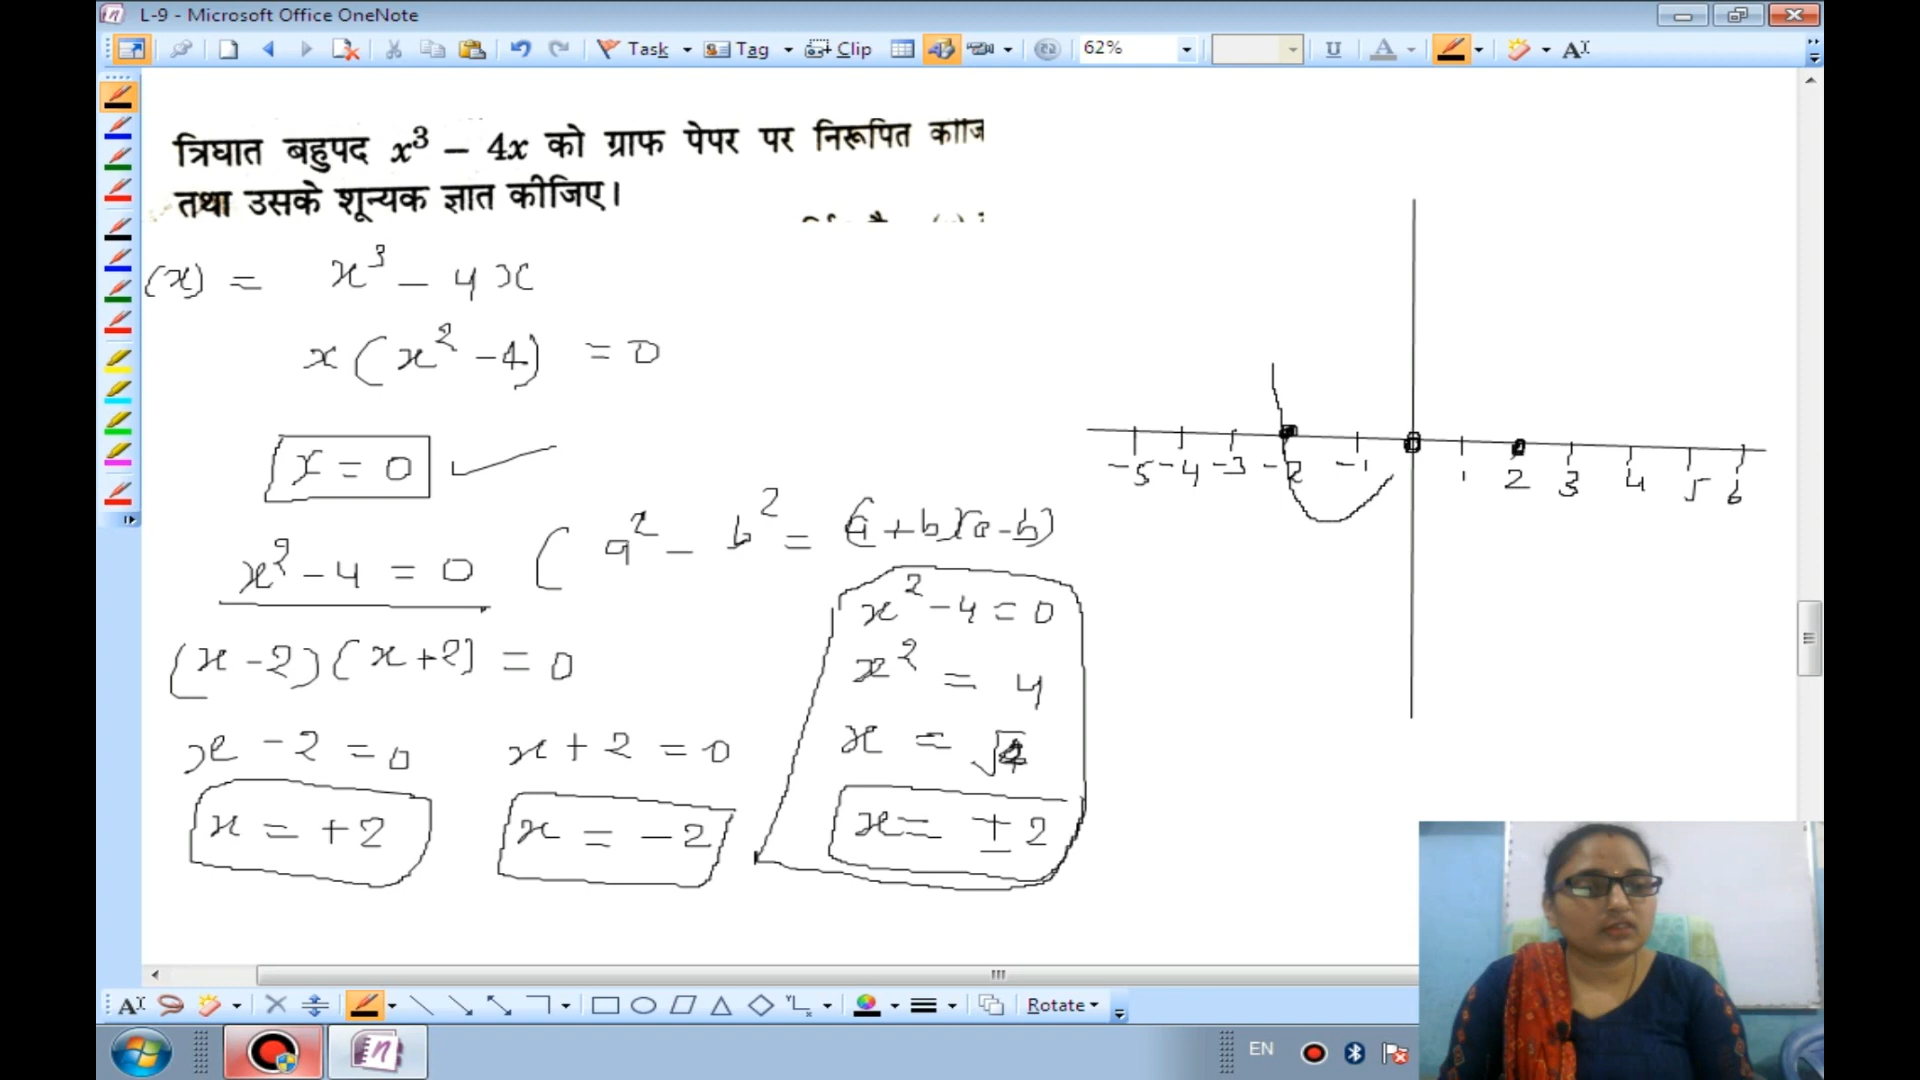 L-9 - Microsoft Office OneNote
Task Tag Clip 62% U A
त्रिघात बहुपद x³ – 4x को ग्राफ पेपर पर निरूपित
तथा उसके शून्यक ज्ञात कीजिए।
(x) = x³ - 4x
x(x² - 4) = 0
x = 0
x² - 4 = 0 ( a² - b² = (a+b)(a-b)
(x-2)(x+2) = 0
x - 2 = 0 x + 2 = 0
x = +2 x = -2
x² - 4 = 0
x² = 4
x = √4
x = ±2
-5 -4 -3 -2 -1 0 1 2 3 4 5 6
Rotate
EN